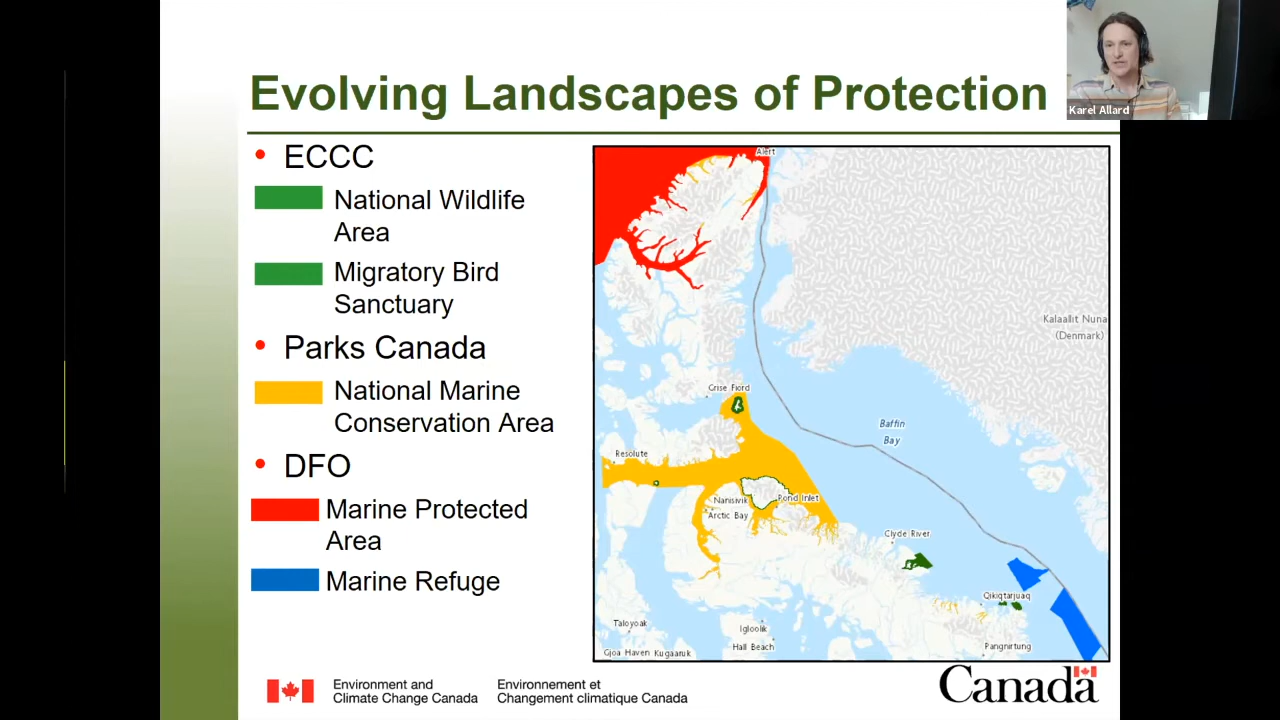 Evolving Landscapes of Protection
Karel Allard
• ECCC
National Wildlife
Area
Migratory Bird
Sanctuary
• Parks Canada
National Marine
Conservation Area
• DFO
Marine Protected
Area
Marine Refuge
Alert
Kalaallit Nuna
(Denmark)
Grise Fiord
Baffin
Bay
Resolute
Nanisivik
Pond Inlet
Arctic Bay
Clyde River
Qikiqtarjuaq
Taloyoak
Igloolik
Hall Beach
Pangnirtung
Gjoa Haven
Kugaaruk
Environment and
Climate Change Canada
Environnement et
Changement climatique Canada
Canada